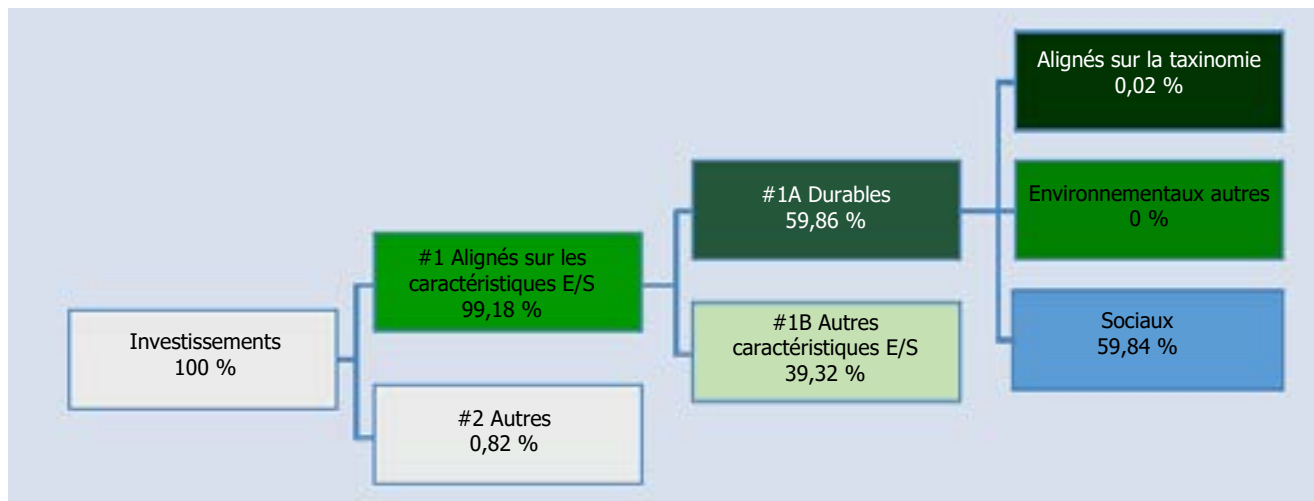 Investissements
100 %
#1 Alignés sur les
caractéristiques E/S
99,18 %
#2 Autres
0,82 %
#1A Durables
59,86 %
#1B Autres
caractéristiques E/S
39,32 %
Alignés sur la taxinomie
0,02 %
Environnementaux autres
0 %
Sociaux
59,84 %